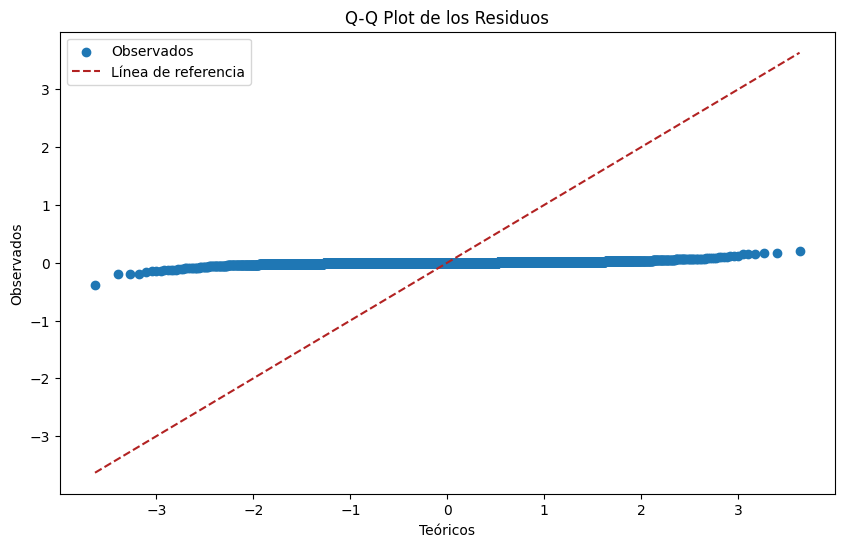 Q-Q Plot de los Residuos
Observados
Línea de referencia
3
2
1
0
−1
−2
−3
Observados
−3
−2
−1
0
1
2
3
Teóricos